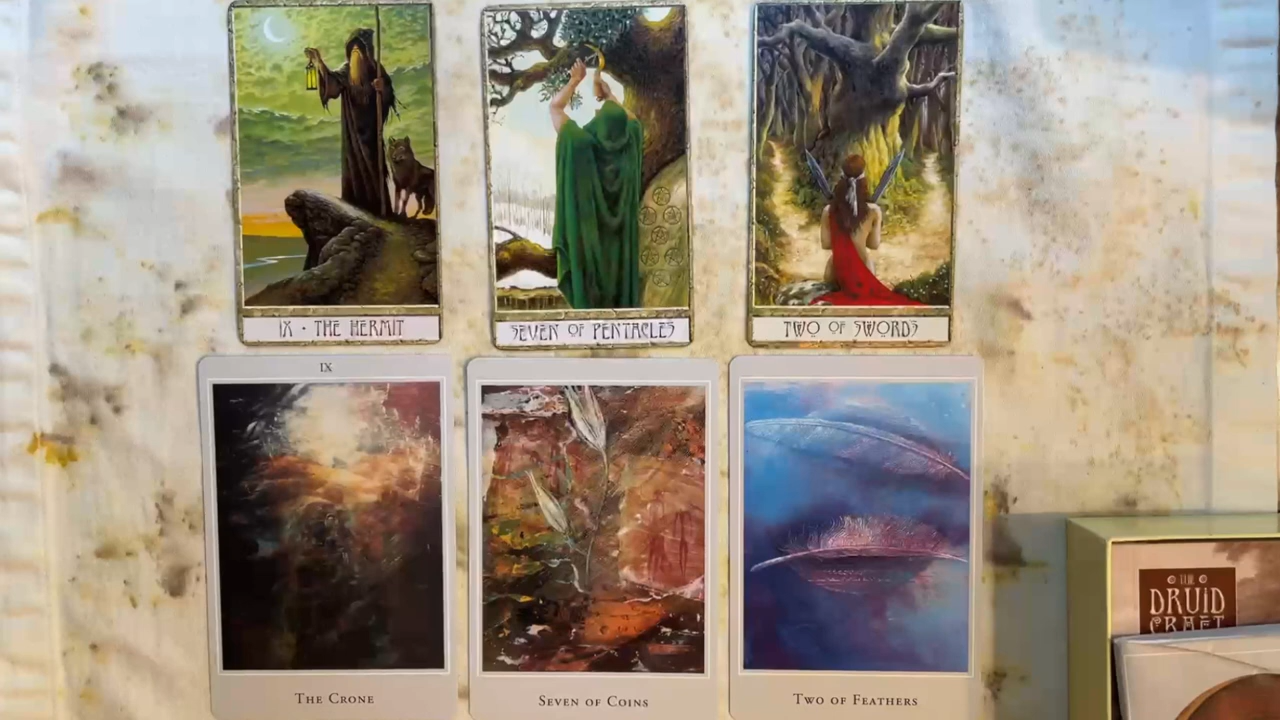 IX · THE HERMIT
SEVEN OF PENTACLES
TWO OF SWORDS
IX
THE CRONE
SEVEN OF COINS
TWO OF FEATHERS
THE
DRUID
CRAFT